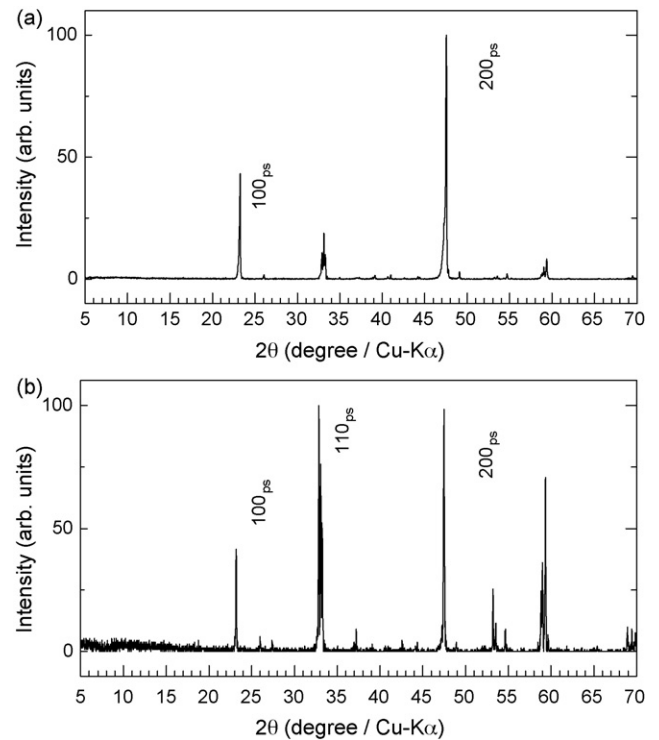 (a)
100
50
0
Intensity (arb. units)
100ps
200ps
5 10 15 20 25 30 35 40 45 50 55 60 65 70
2θ (degree / Cu-Kα)
(b)
100
50
0
Intensity (arb. units)
100ps
110ps
200ps
5 10 15 20 25 30 35 40 45 50 55 60 65 70
2θ (degree / Cu-Kα)